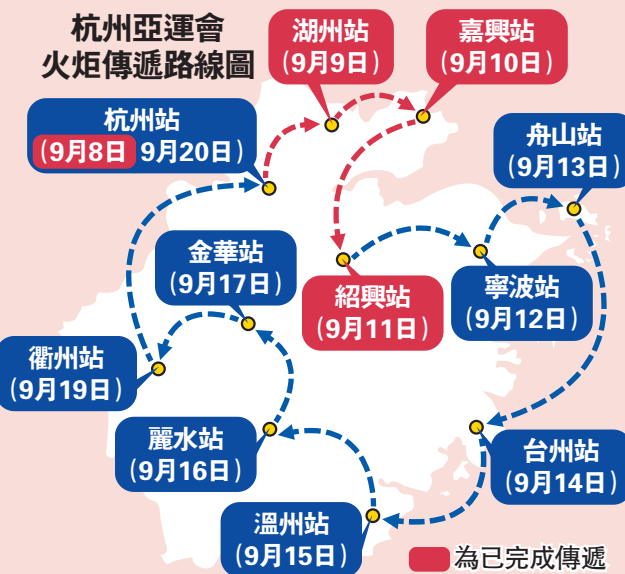 杭州亞運會
火炬傳遞路線圖
湖州站
(9月9日)
嘉興站
(9月10日)
杭州站
(9月8日 9月20日)
舟山站
(9月13日)
金華站
(9月17日)
紹興站
(9月11日)
寧波站
(9月12日)
衢州站
(9月19日)
麗水站
(9月16日)
台州站
(9月14日)
溫州站
(9月15日)
為已完成傳遞